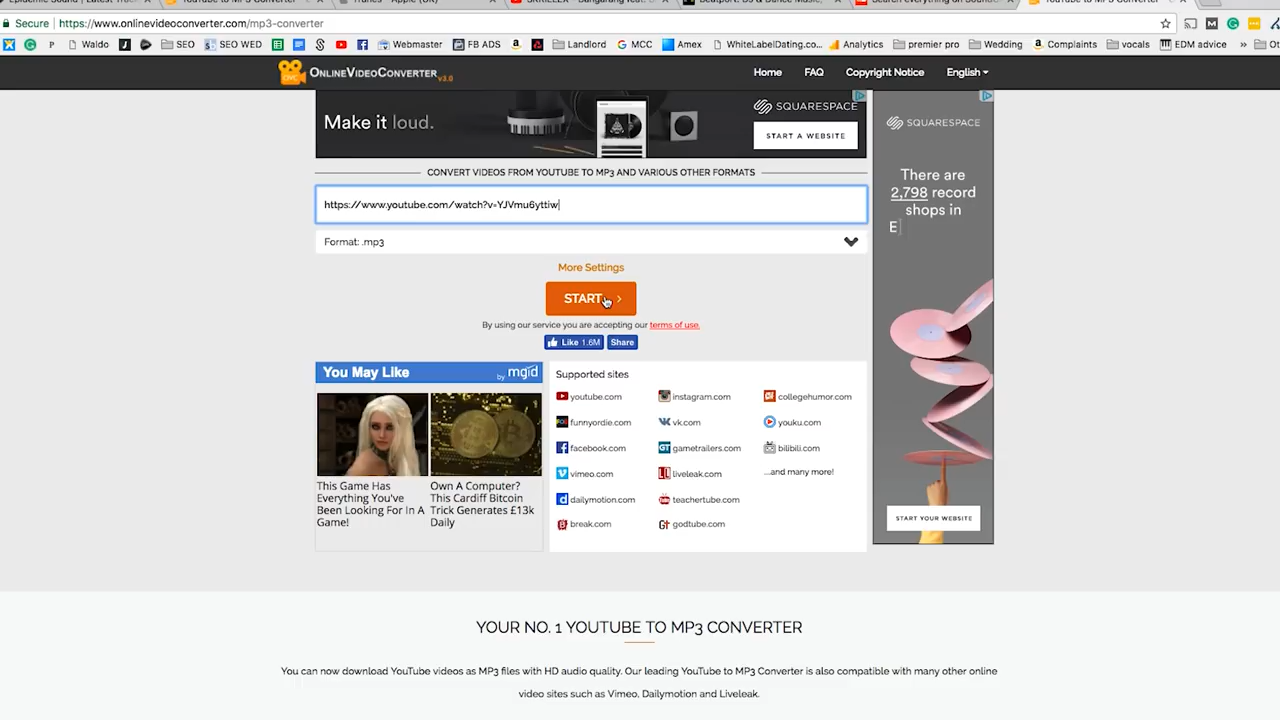 Secure https://www.onlinevideoconverter.com/mp3-converter
Waldo SEO SEO WED Webmaster FB ADS Landlord MCC Amex WhiteLabelDating.co... Analytics premier pro Wedding Complaints vocals EDM advice »
ONLINEVIDEOCONVERTER v3.0 Home FAQ Copyright Notice English
Make it loud.
SQUARESPACE
START A WEBSITE
CONVERT VIDEOS FROM YOUTUBE TO MP3 AND VARIOUS OTHER FORMATS
https://www.youtube.com/watch?v=YJVmu6yttiw
Format: .mp3
More Settings
START >
By using our service you are accepting our terms of use.
Like 1.6M Share
You May Like by mgid
This Game Has
Everything You've
Been Looking For In A
Game!
Own A Computer?
This Cardiff Bitcoin
Trick Generates £13k
Daily
Supported sites
youtube.com instagram.com collegehumor.com
funnyordie.com vk.com youku.com
facebook.com gametrailers.com bilibili.com
vimeo.com liveleak.com ...and many more!
dailymotion.com teachertube.com
break.com godtube.com
SQUARESPACE
There are
2,798 record
shops in
E
START YOUR WEBSITE
YOUR NO. 1 YOUTUBE TO MP3 CONVERTER
You can now download YouTube videos as MP3 files with HD audio quality. Our leading YouTube to MP3 Converter is also compatible with many other online
video sites such as Vimeo, Dailymotion and Liveleak.